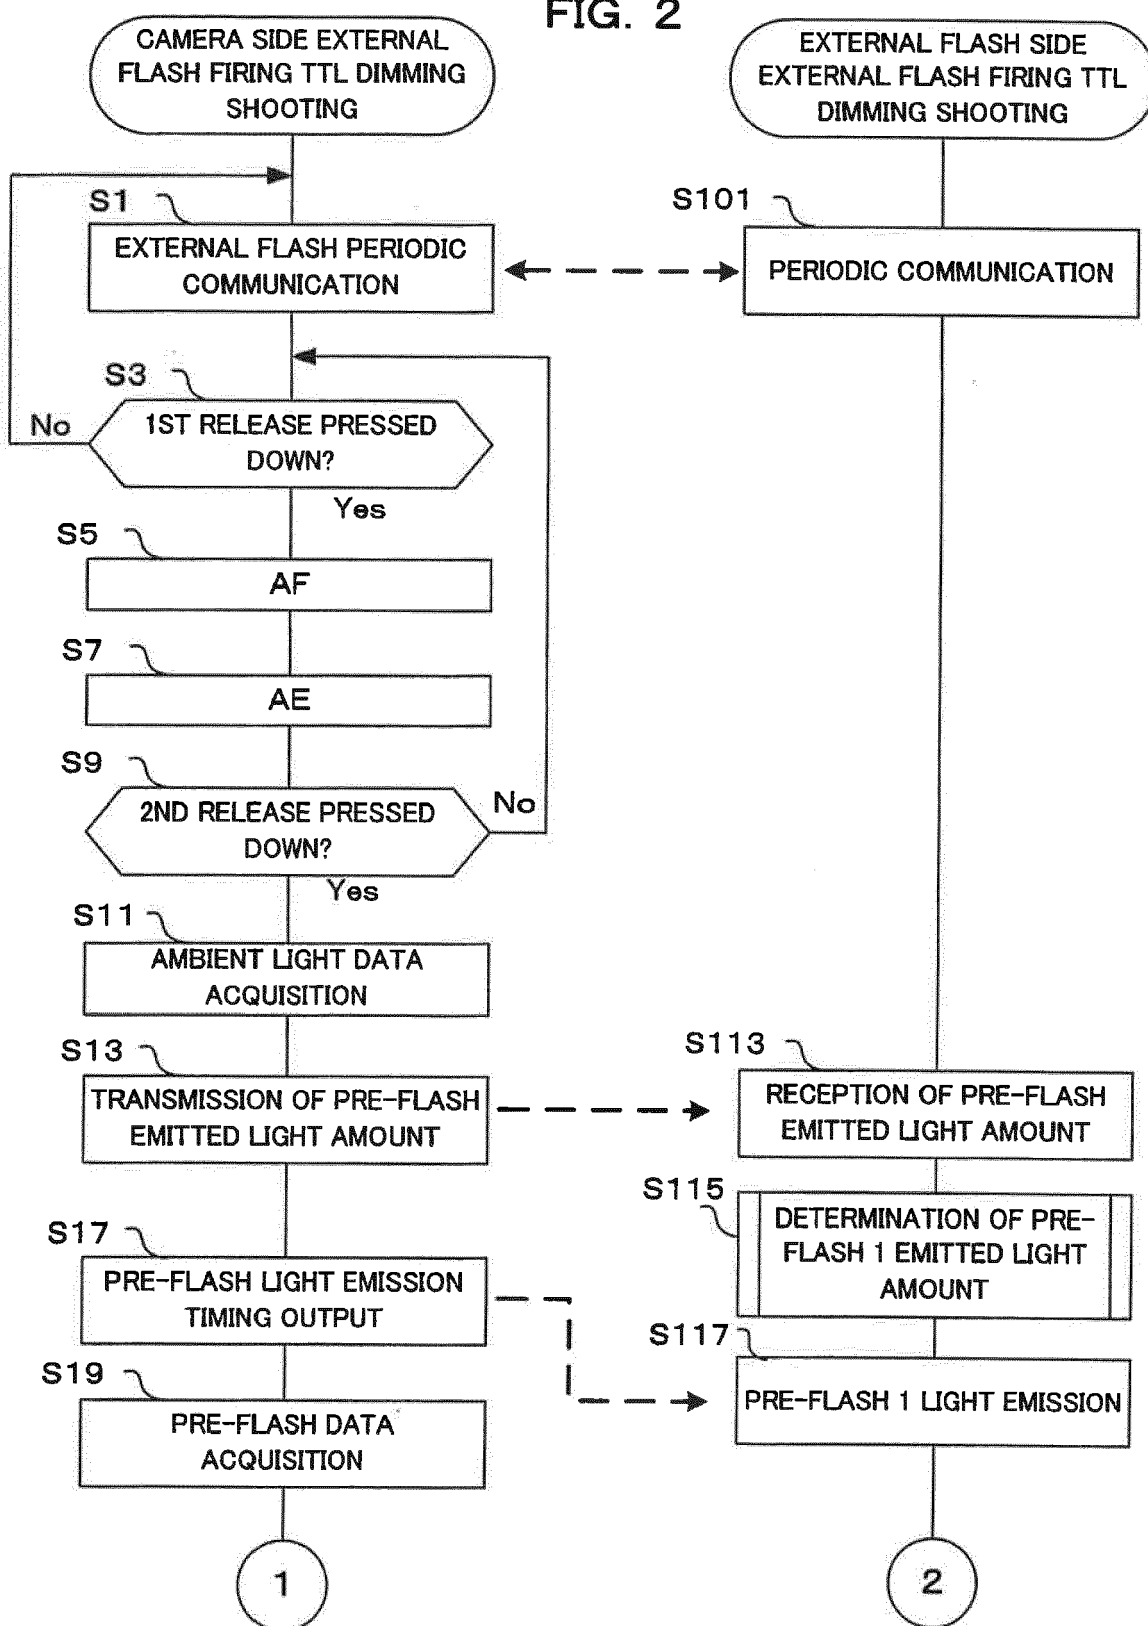 FIG. 2
CAMERA SIDE EXTERNAL
FLASH FIRING TTL DIMMING
SHOOTING
EXTERNAL FLASH SIDE
EXTERNAL FLASH FIRING TTL
DIMMING SHOOTING
S1
EXTERNAL FLASH PERIODIC
COMMUNICATION
S101
PERIODIC COMMUNICATION
S3
1ST RELEASE PRESSED
DOWN?
No
Yes
S5
AF
S7
AE
S9
2ND RELEASE PRESSED
DOWN?
No
Yes
S11
AMBIENT LIGHT DATA
ACQUISITION
S13
TRANSMISSION OF PRE-FLASH
EMITTED LIGHT AMOUNT
S113
RECEPTION OF PRE-FLASH
EMITTED LIGHT AMOUNT
S115
DETERMINATION OF PRE-
FLASH 1 EMITTED LIGHT
AMOUNT
S17
PRE-FLASH LIGHT EMISSION
TIMING OUTPUT
S117
PRE-FLASH 1 LIGHT EMISSION
S19
PRE-FLASH DATA
ACQUISITION
1
2